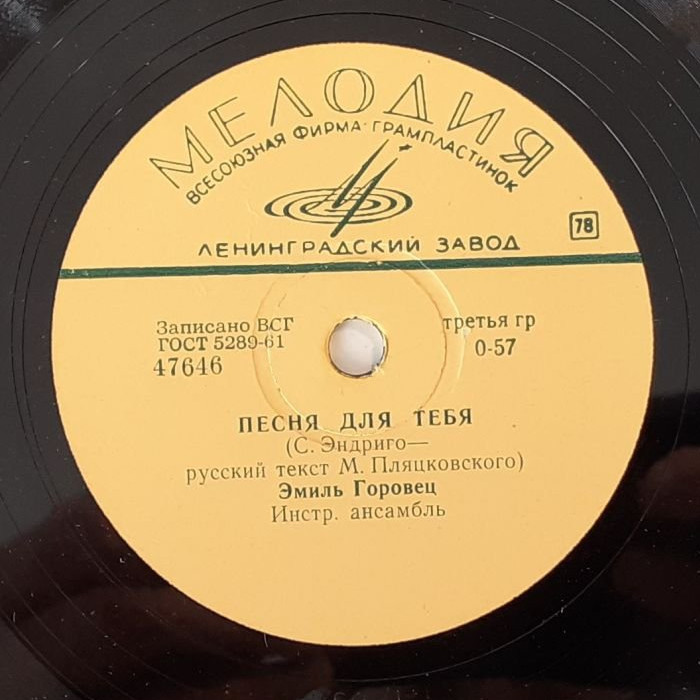 МЕЛОДИЯ
ВСЕСОЮЗНАЯ ФИРМА·ГРАМПЛАСТИНОК
78
ЛЕНИНГРАДСКИЙ ЗАВОД
Записано ВСГ
третья гр
ГОСТ 5289-61
0-57
47646
ПЕСНЯ ДЛЯ ТЕБЯ
(С. Эндриго—
русский текст М. Пляцковского)
Эмиль Горовец
Инстр. ансамбль